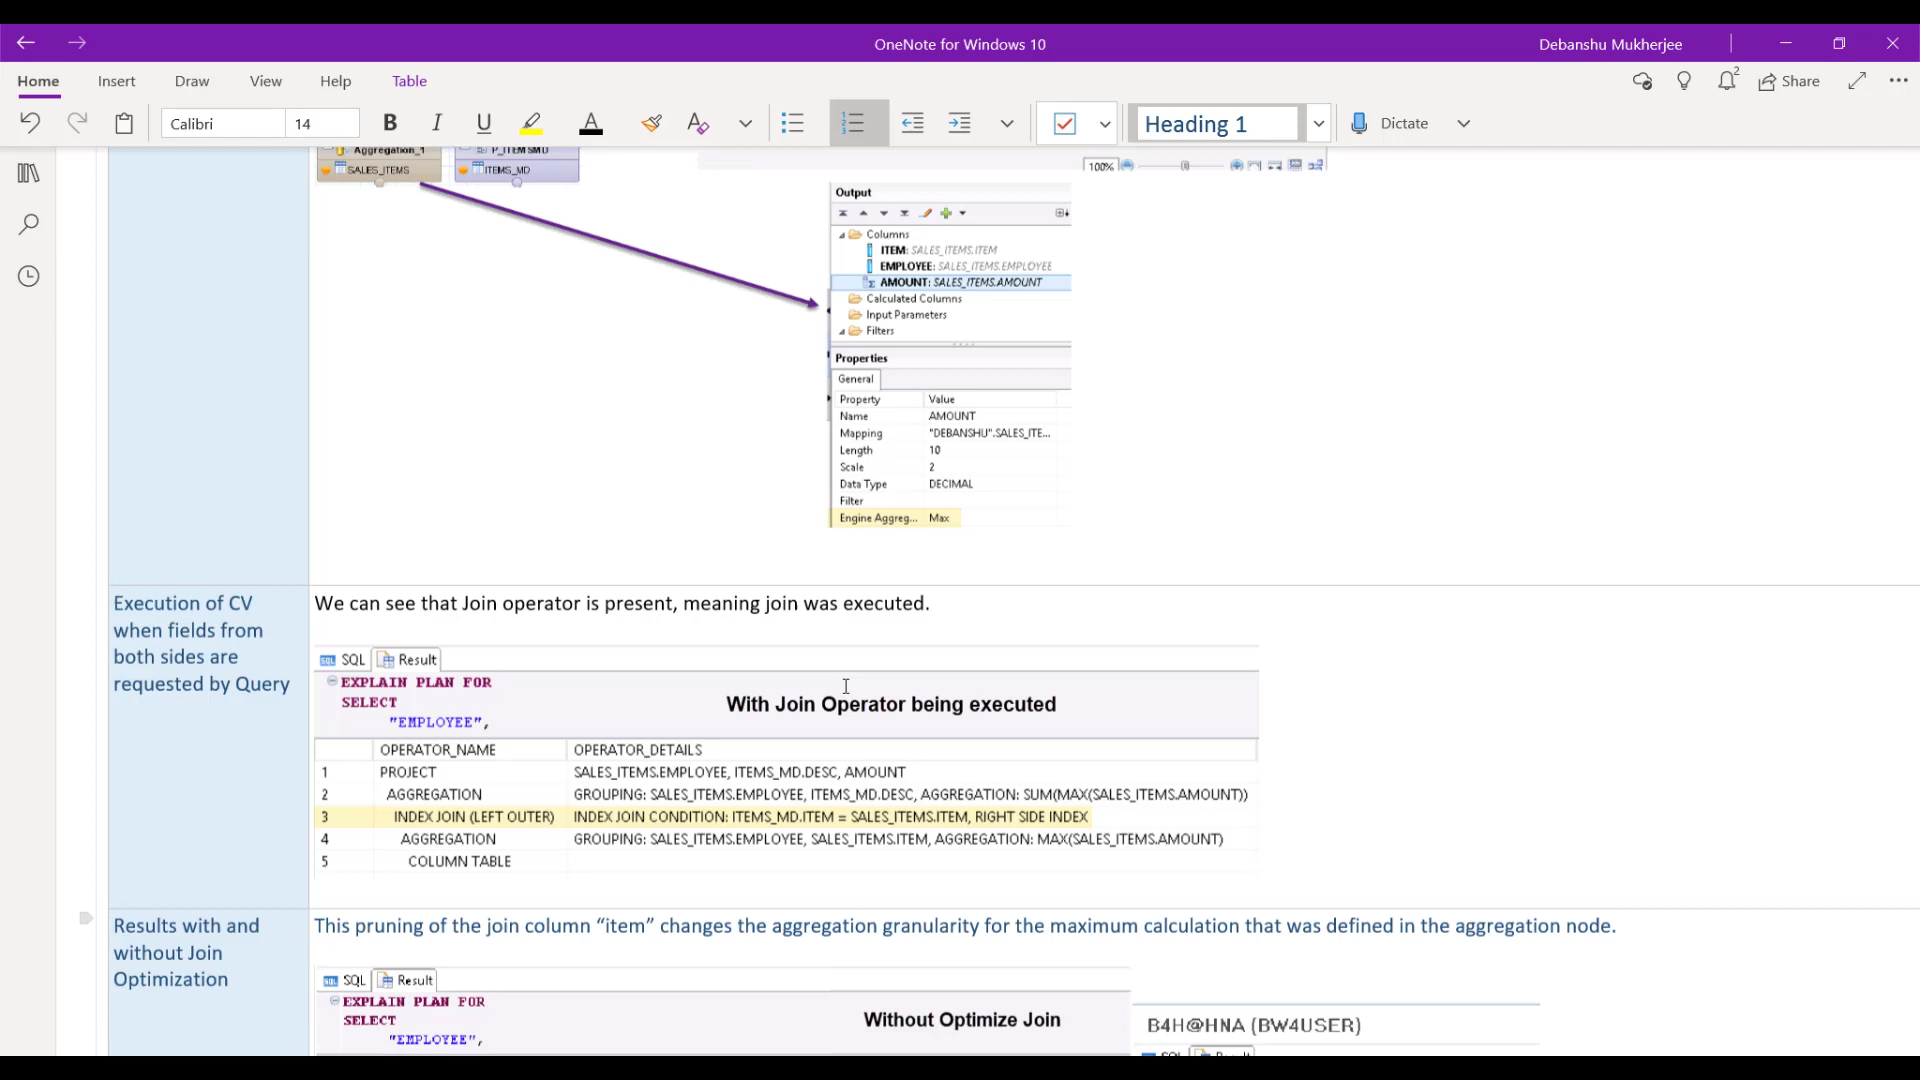 OneNote for Windows 10
Debanshu Mukherjee
Home Insert Draw View Help Table
2
Share
Calibri 14 B I U A Heading 1 Dictate
Aggregation_1
P_ITEMSMD
SALES_ITEMS
ITEMS_MD
100%
Output
Columns
ITEM: SALES_ITEMS.ITEM
EMPLOYEE: SALES_ITEMS.EMPLOYEE
AMOUNT: SALES_ITEMS.AMOUNT
Calculated Columns
Input Parameters
Filters
Properties
General
Property Value
Name AMOUNT
Mapping "DEBANSHU".SALES_ITE...
Length 10
Scale 2
Data Type DECIMAL
Filter
Engine Aggreg... Max
Execution of CV
when fields from
both sides are
requested by Query
We can see that Join operator is present, meaning join was executed.
SQL Result
EXPLAIN PLAN FOR
SELECT
"EMPLOYEE",
With Join Operator being executed
OPERATOR_NAME OPERATOR_DETAILS
1 PROJECT SALES_ITEMS.EMPLOYEE, ITEMS_MD.DESC, AMOUNT
2 AGGREGATION GROUPING: SALES_ITEMS.EMPLOYEE, ITEMS_MD.DESC, AGGREGATION: SUM(MAX(SALES_ITEMS.AMOUNT))
3 INDEX JOIN (LEFT OUTER) INDEX JOIN CONDITION: ITEMS_MD.ITEM = SALES_ITEMS.ITEM, RIGHT SIDE INDEX
4 AGGREGATION GROUPING: SALES_ITEMS.EMPLOYEE, SALES_ITEMS.ITEM, AGGREGATION: MAX(SALES_ITEMS.AMOUNT)
5 COLUMN TABLE
Results with and
without Join
Optimization
This pruning of the join column “item” changes the aggregation granularity for the maximum calculation that was defined in the aggregation node.
SQL Result
EXPLAIN PLAN FOR
SELECT
"EMPLOYEE",
Without Optimize Join
B4H@HNA (BW4USER)